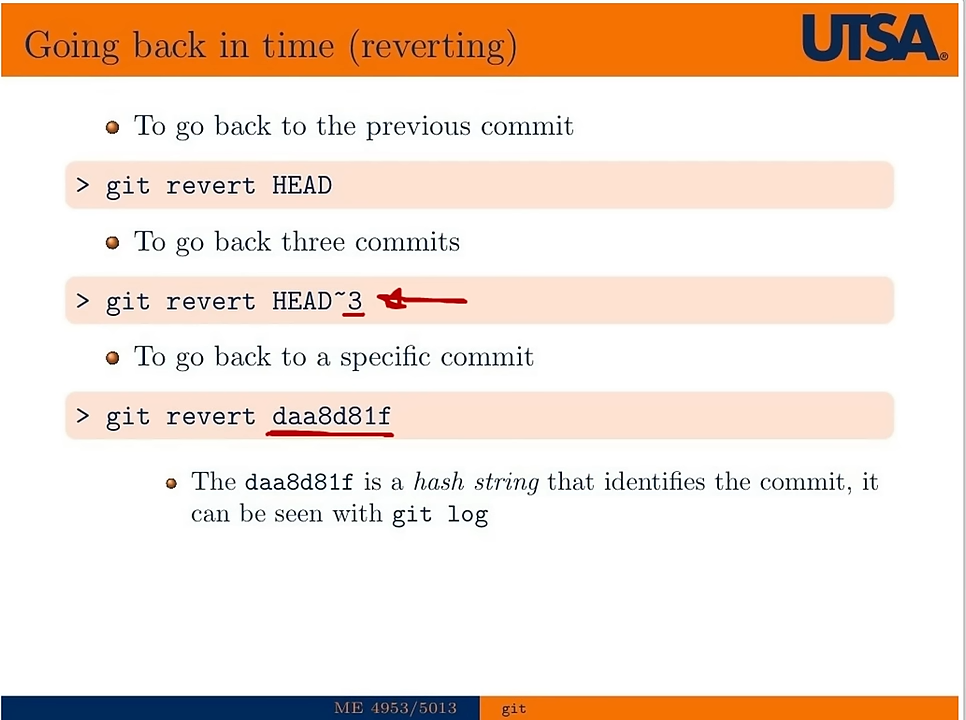 Going back in time (reverting)
UTSA®
To go back to the previous commit
> git revert HEAD
To go back three commits
> git revert HEAD~3
To go back to a specific commit
> git revert daa8d81f
The daa8d81f is a hash string that identifies the commit, it
can be seen with git log
ME 4953/5013
git